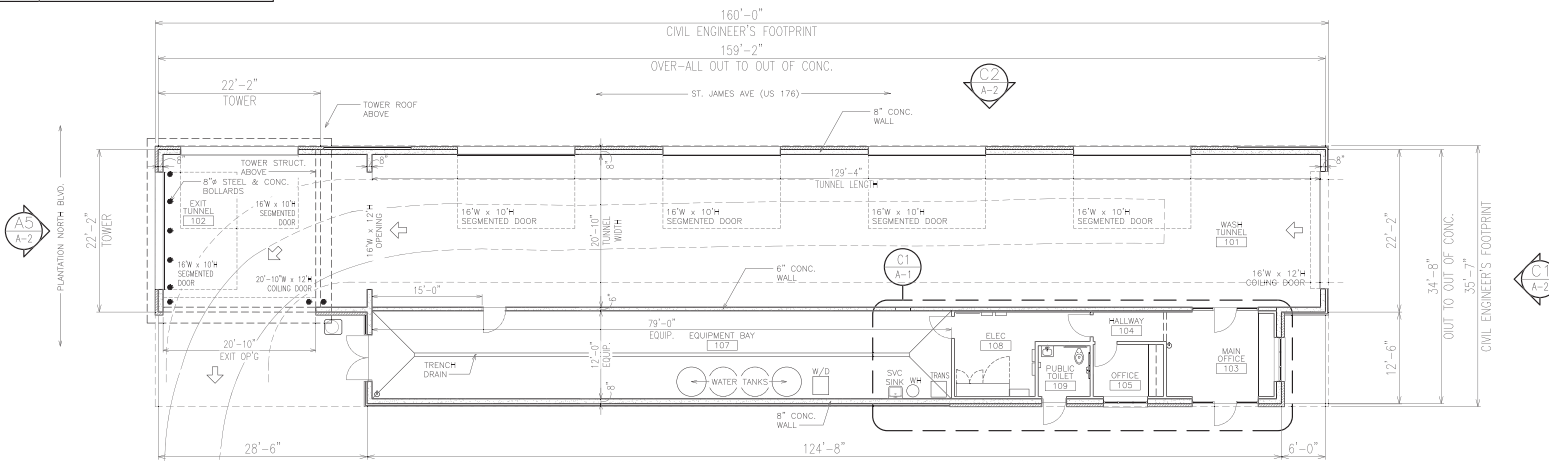 160'-0"
CIVIL ENGINEER'S FOOTPRINT
159'-2"
OVER-ALL OUT TO OUT OF CONC.
22'-2"
TOWER
TOWER ROOF
ABOVE
ST. JAMES AVE (US 176)
C2
A-2
8" CONC.
WALL
PLANTATION NORTH BLVD.
A5
A-2
22'-2"
TOWER
8"
TOWER STRUCT.
ABOVE
8"ø STEEL & CONC.
BOLLARDS
EXIT
TUNNEL
102
16'W x 10'H
SEGMENTED
DOOR
16'W x 10'H
SEGMENTED
DOOR
20'-10"W x 12'H
COILING DOOR
8"
16'W x 12'H
OPENING
8"
129'-4"
TUNNEL LENGTH
20'-10"
TUNNEL
WIDTH
16'W x 10'H
SEGMENTED DOOR
16'W x 10'H
SEGMENTED DOOR
16'W x 10'H
SEGMENTED DOOR
16'W x 10'H
SEGMENTED DOOR
WASH
TUNNEL
101
16'W x 12'H
COILING DOOR
8"
22'-2"
34'-8"
OIUT TO OUT OF CONC.
35'-7"
CIVIL ENGINEER'S FOOTPRINT
C1
A-2
6" CONC.
WALL
C1
A-1
15'-0"
6"
79'-0"
EQUIP.
EQUIPMENT BAY
107
12'-0"
EQUIP.
TRENCH
DRAIN
WATER TANKS
W/D
SVC
SINK
WH
TRANS
ELEC
108
HALLWAY
104
PUBLIC
TOILET
109
OFFICE
105
MAIN
OFFICE
103
12'-6"
20'-10"
EXIT OP'G
8"
8" CONC.
WALL
28'-6"
124'-8"
6'-0"